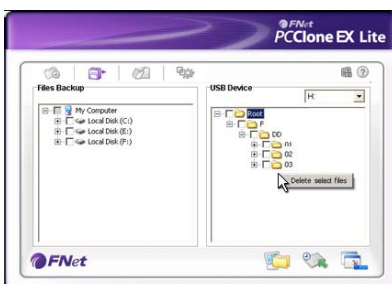 FNet
PCClone EX Lite
Files Backup
My Computer
Local Disk (C:)
Local Disk (E:)
Local Disk (F:)
USB Device
H:
Root
F
DD
01
02
03
Delete select files
FNet